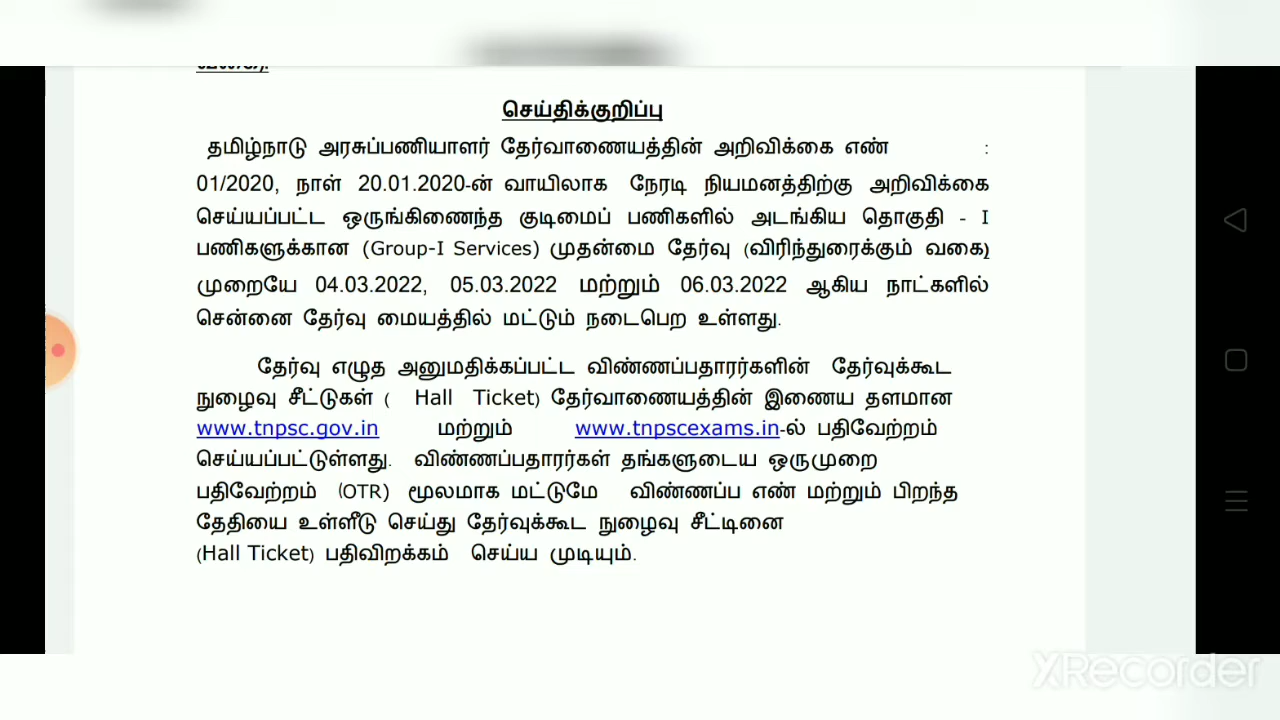 செய்திக்குறிப்பு
தமிழ்நாடு அரசுப்பணியாளர் தேர்வாணையத்தின் அறிவிக்கை எண் :
01/2020, நாள் 20.01.2020-ன் வாயிலாக நேரடி நியமனத்திற்கு அறிவிக்கை
செய்யப்பட்ட ஒருங்கிணைந்த குடிமைப் பணிகளில் அடங்கிய தொகுதி - I
பணிகளுக்கான (Group-I Services) முதன்மை தேர்வு (விரிந்துரைக்கும் வகை)
முறையே 04.03.2022, 05.03.2022 மற்றும் 06.03.2022 ஆகிய நாட்களில்
சென்னை தேர்வு மையத்தில் மட்டும் நடைபெற உள்ளது.
தேர்வு எழுத அனுமதிக்கப்பட்ட விண்ணப்பதாரர்களின் தேர்வுக்கூட
நுழைவு சீட்டுகள் ( Hall Ticket) தேர்வாணையத்தின் இணைய தளமான
www.tnpsc.gov.in மற்றும் www.tnpscexams.in-ல் பதிவேற்றம்
செய்யப்பட்டுள்ளது. விண்ணப்பதாரர்கள் தங்களுடைய ஒருமுறை
பதிவேற்றம் (OTR) மூலமாக மட்டுமே விண்ணப்ப எண் மற்றும் பிறந்த
தேதியை உள்ளீடு செய்து தேர்வுக்கூட நுழைவு சீட்டினை
(Hall Ticket) பதிவிறக்கம் செய்ய முடியும்.
XRecorder